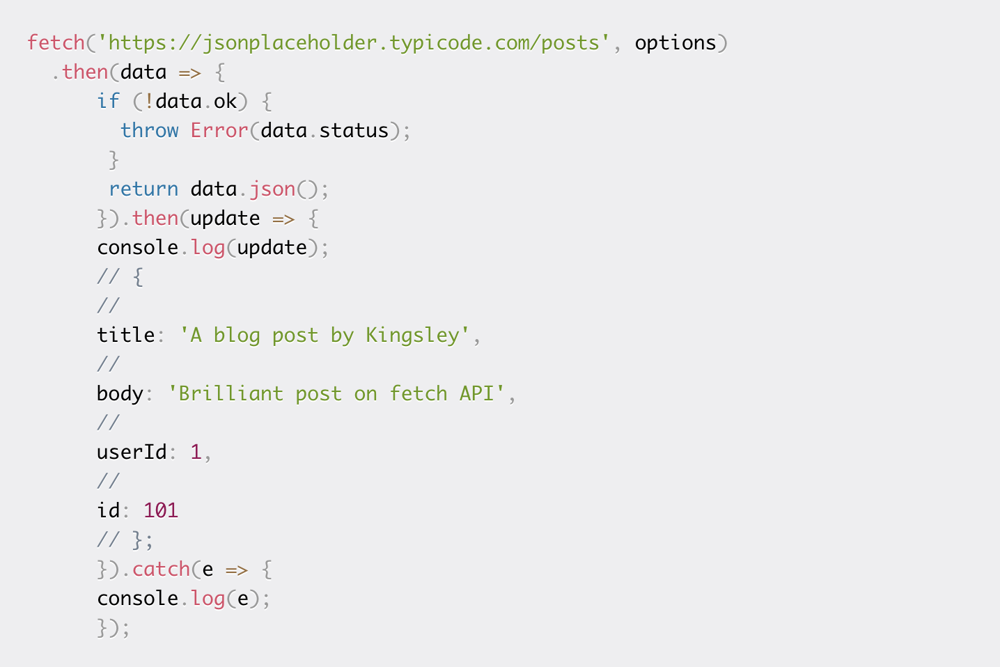 fetch('https://jsonplaceholder.typicode.com/posts', options)
  .then(data => {
      if (!data.ok) {
        throw Error(data.status);
       }
       return data.json();
      }).then(update => {
      console.log(update);
      // {
      //
      title: 'A blog post by Kingsley',
      //
      body: 'Brilliant post on fetch API',
      //
      userId: 1,
      //
      id: 101
      // };
      }).catch(e => {
      console.log(e);
      });